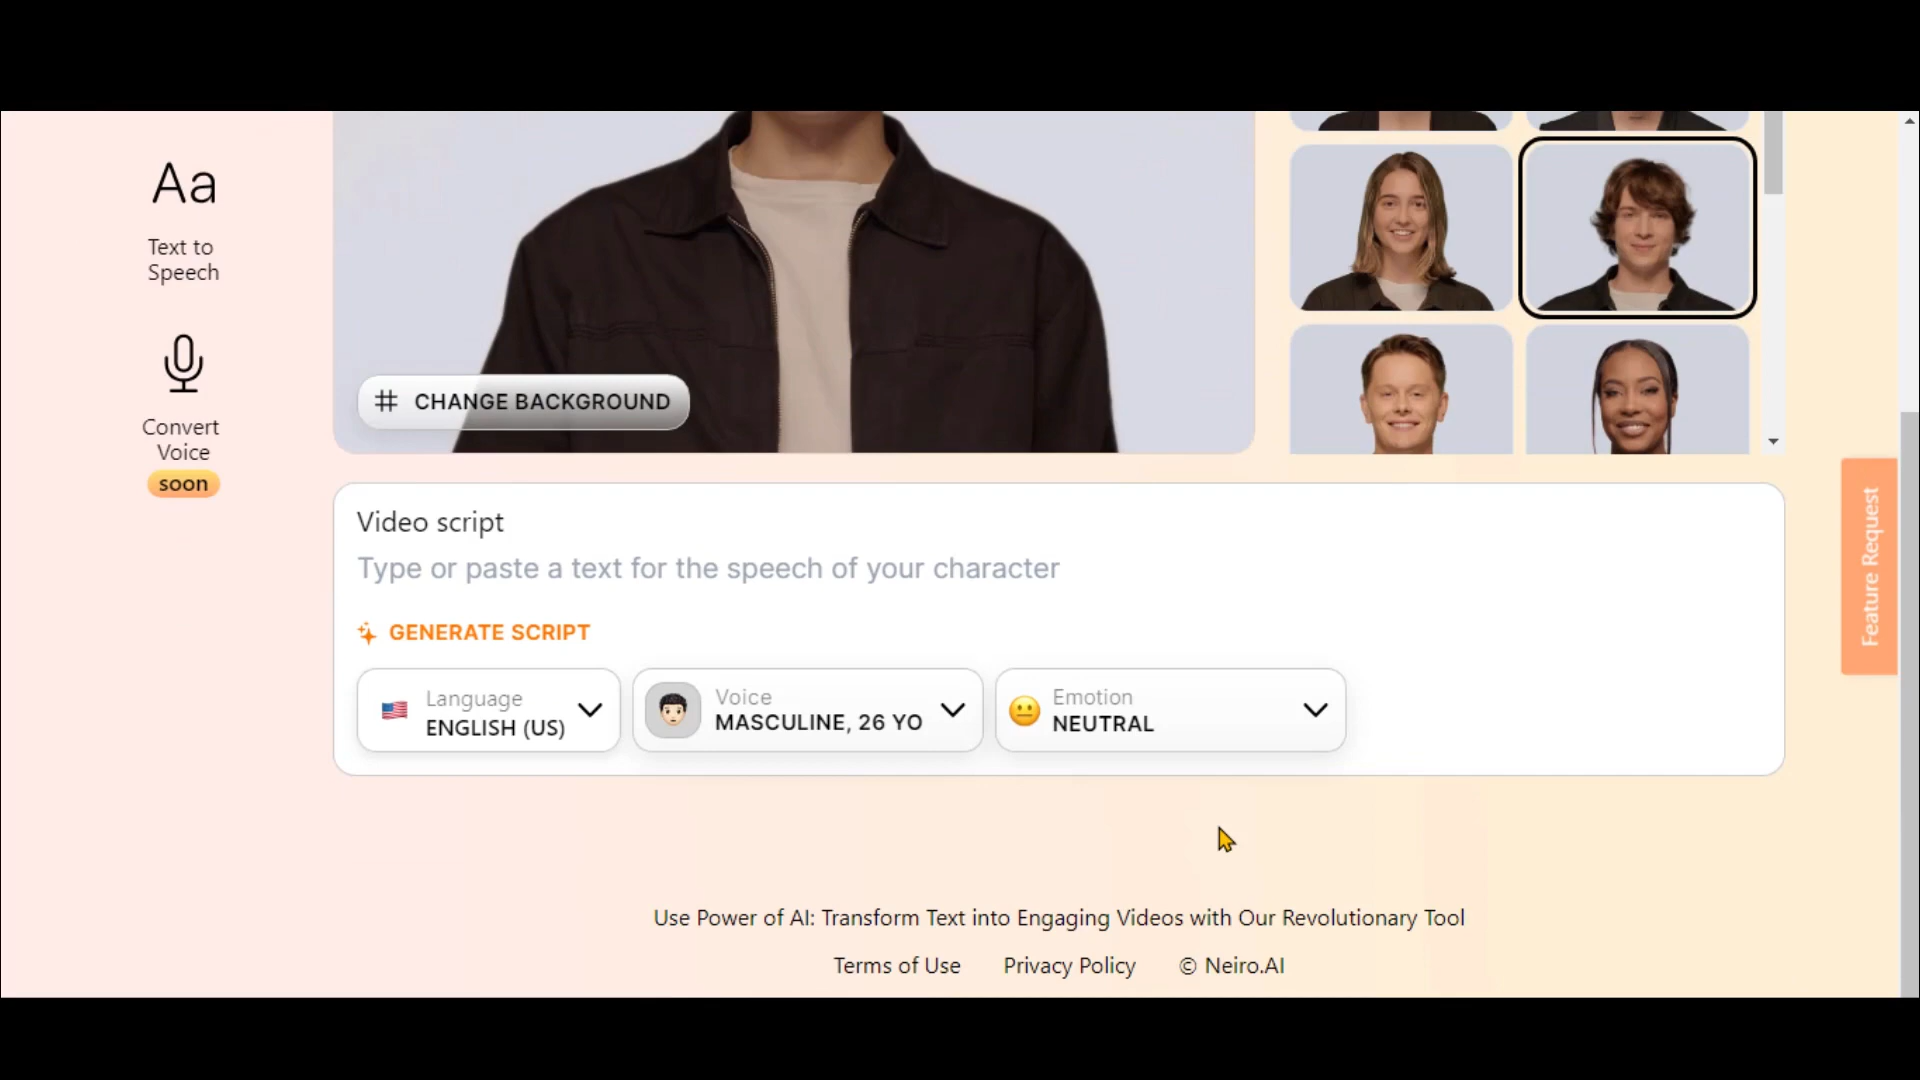 Aa
Text to
Speech
Convert
Voice
soon
# CHANGE BACKGROUND
Video script
Type or paste a text for the speech of your character
GENERATE SCRIPT
Language
ENGLISH (US)
Voice
MASCULINE, 26 YO
Emotion
NEUTRAL
Feature Request
Use Power of AI: Transform Text into Engaging Videos with Our Revolutionary Tool
Terms of Use
Privacy Policy
© Neiro.AI